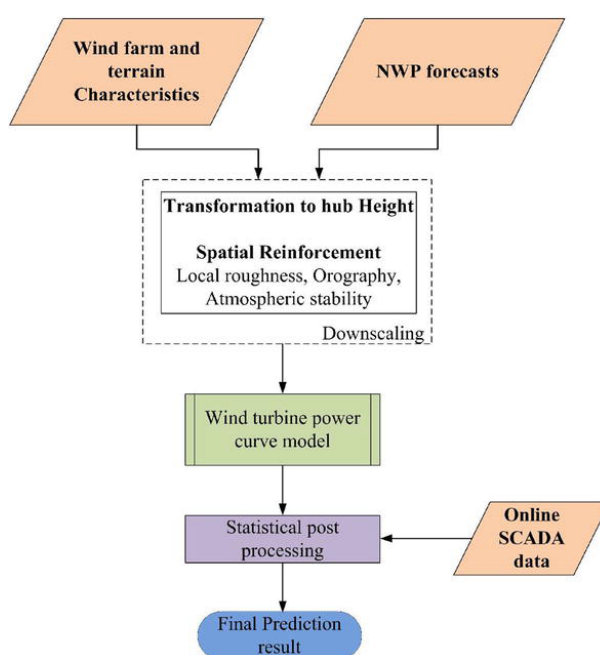 Wind farm and
terrain
Characteristics
NWP forecasts
Transformation to hub Height
Spatial Reinforcement
Local roughness, Orography,
Atmospheric stability
Downscaling
Wind turbine power
curve model
Statistical post
processing
Online
SCADA
data
Final Prediction
result